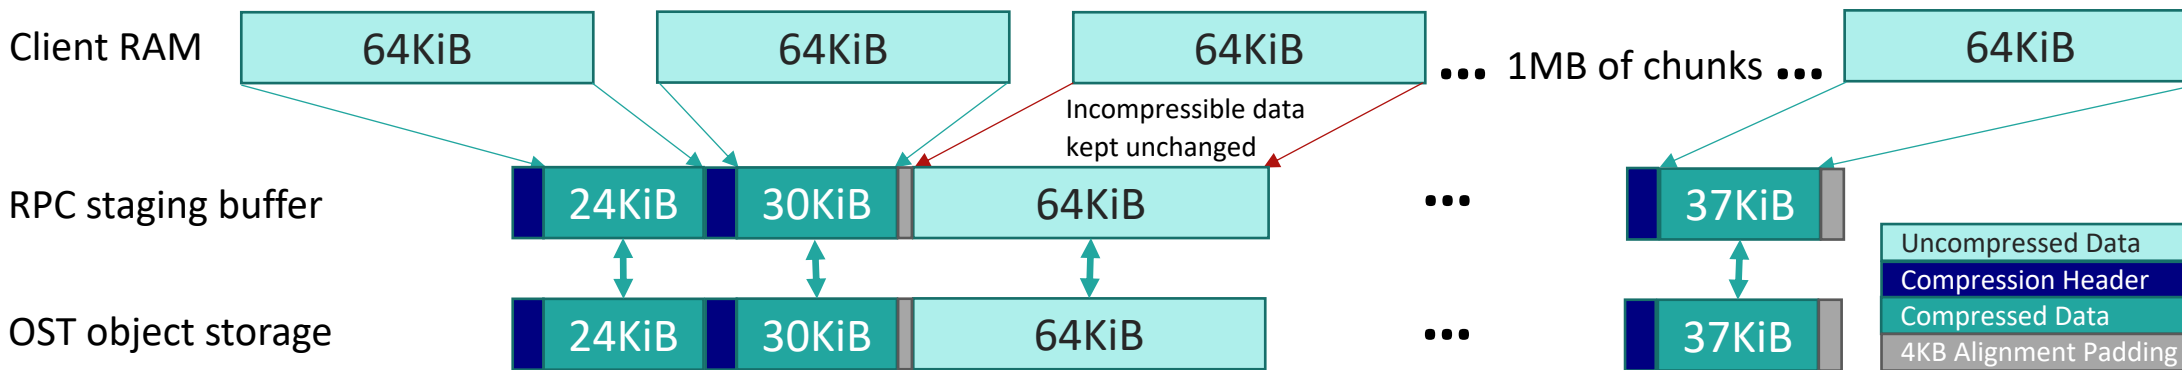 Client RAM
64KiB
64KiB
64KiB
... 1MB of chunks ...
64KiB
Incompressible data
kept unchanged
RPC staging buffer
24KiB
30KiB
64KiB
...
37KiB
OST object storage
24KiB
30KiB
64KiB
...
37KiB
Uncompressed Data
Compression Header
Compressed Data
4KB Alignment Padding